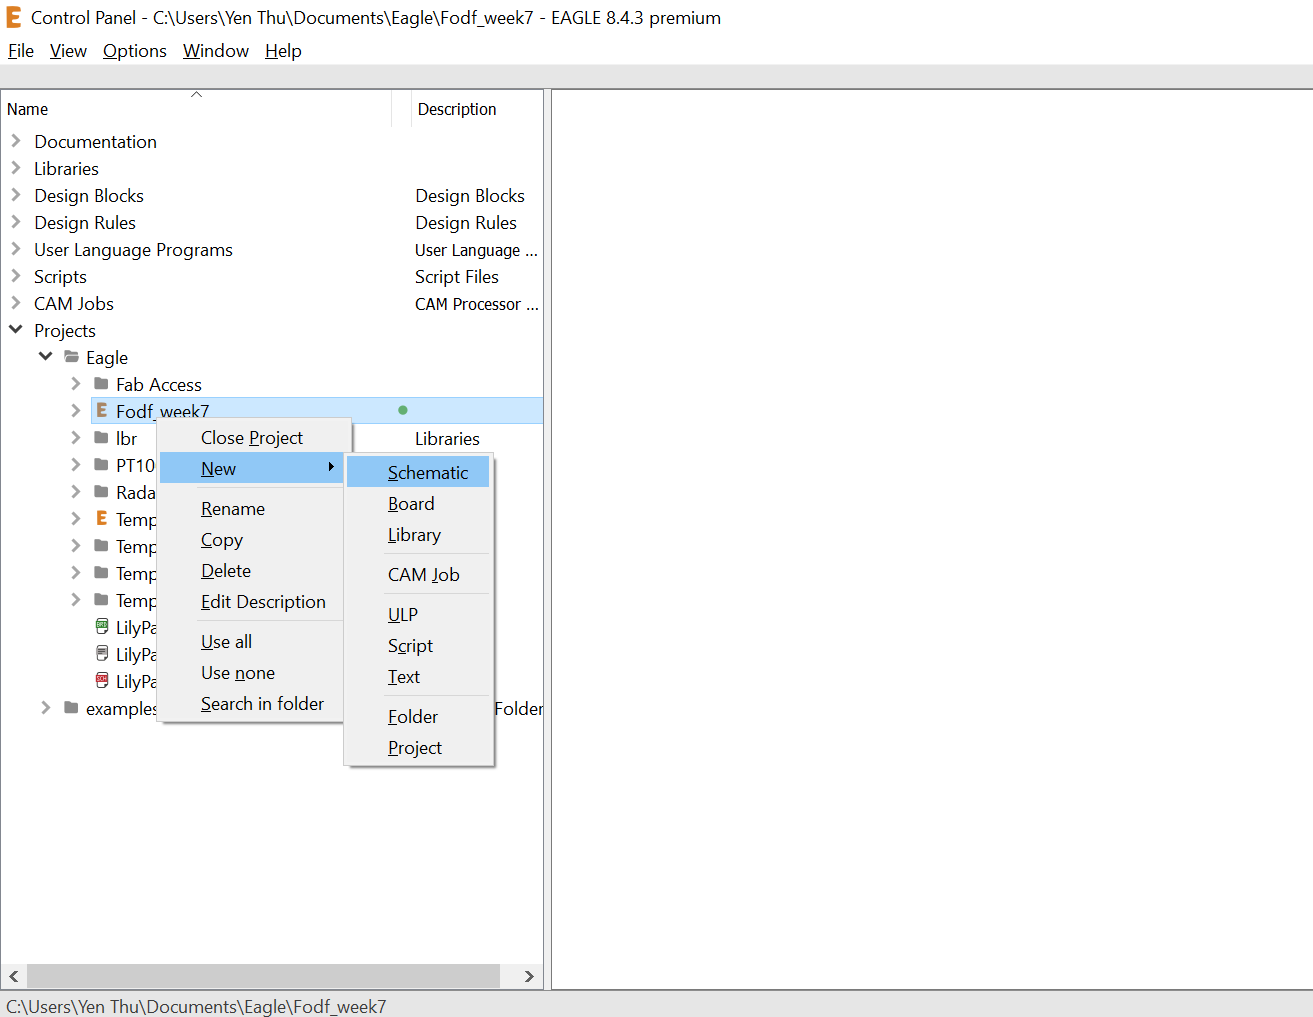 Control Panel - C:\Users\Yen Thu\Documents\Eagle\Fodf_week7 - EAGLE 8.4.3 premium
File View Options Window Help
Name Description
Documentation
Libraries
Design Blocks Design Blocks
Design Rules Design Rules
User Language Programs User Language ...
Scripts Script Files
CAM Jobs CAM Processor ...
Projects
Eagle
Fab Access
Fodf_week7
lbr Libraries
PT10
Rada
Temp
Temp
Temp
Temp
LilyPa
LilyPa
LilyPa
examples Folder
Close Project
New
Rename
Copy
Delete
Edit Description
Use all
Use none
Search in folder
Schematic
Board
Library
CAM Job
ULP
Script
Text
Folder
Project
C:\Users\Yen Thu\Documents\Eagle\Fodf_week7